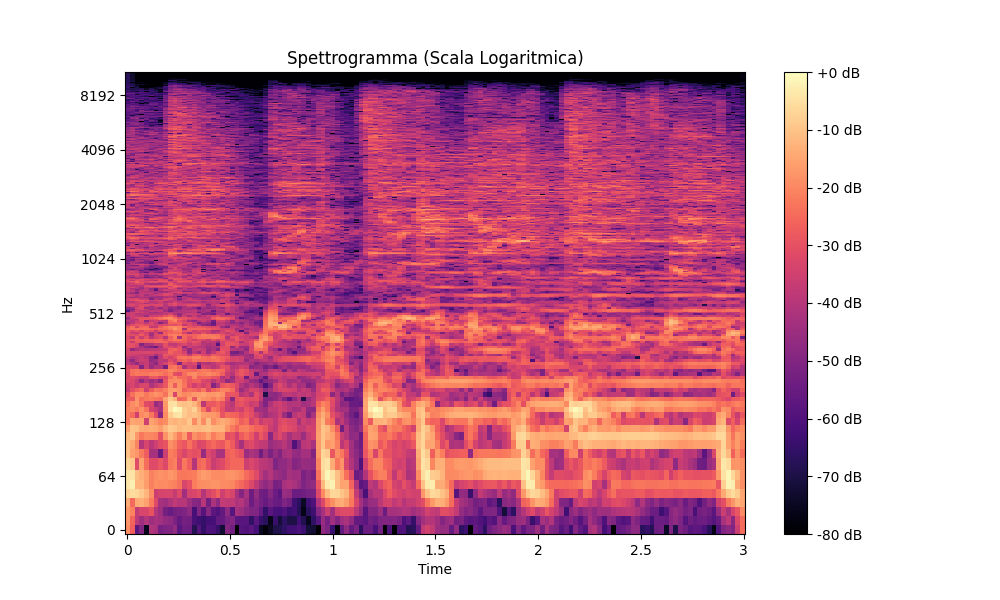 Spettrogramma (Scala Logaritmica)
Hz
8192
4096
2048
1024
512
256
128
64
0
0
0.5
1
1.5
2
2.5
3
Time
+0 dB
-10 dB
-20 dB
-30 dB
-40 dB
-50 dB
-60 dB
-70 dB
-80 dB